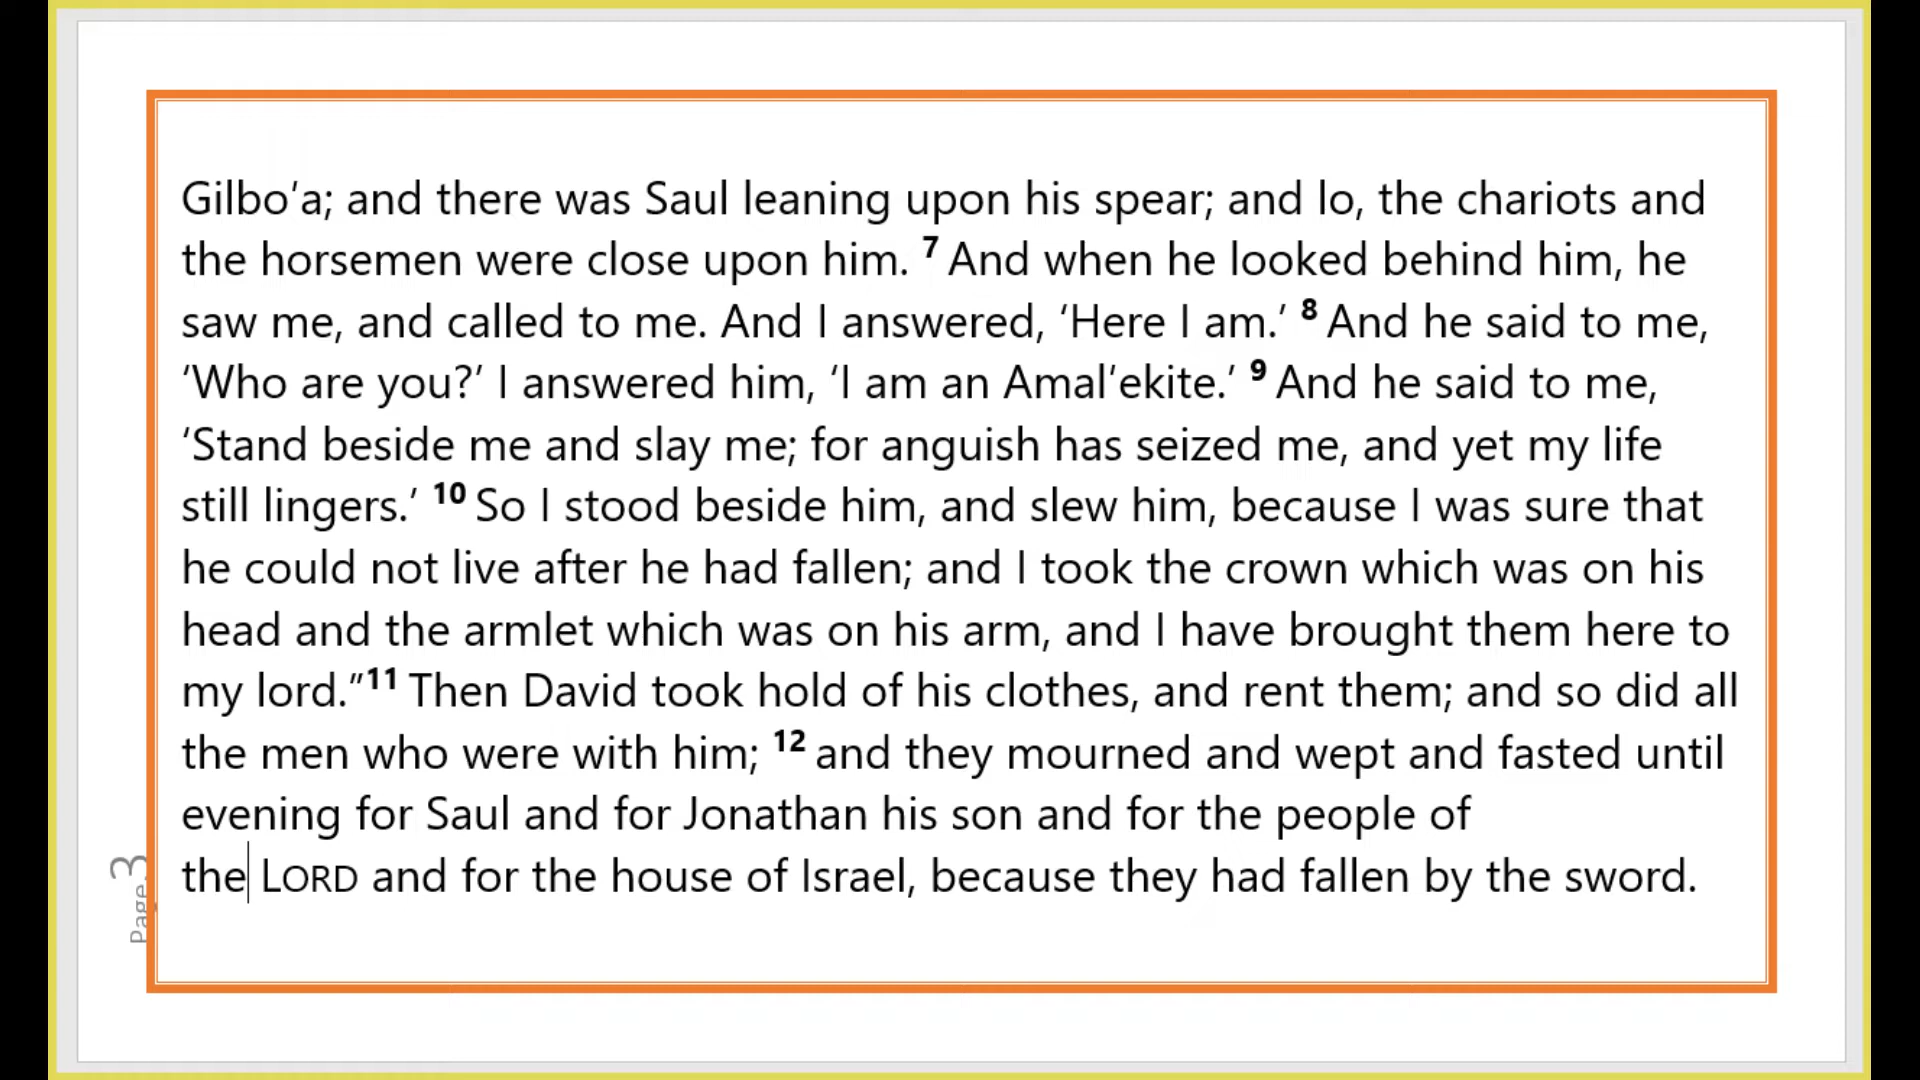 Gilbo′a; and there was Saul leaning upon his spear; and lo, the chariots and
the horsemen were close upon him. 7 And when he looked behind him, he
saw me, and called to me. And I answered, ‘Here I am.’ 8 And he said to me,
‘Who are you?’ I answered him, ‘I am an Amal′ekite.’ 9 And he said to me,
‘Stand beside me and slay me; for anguish has seized me, and yet my life
still lingers.’ 10 So I stood beside him, and slew him, because I was sure that
he could not live after he had fallen; and I took the crown which was on his
head and the armlet which was on his arm, and I have brought them here to
my lord.”11 Then David took hold of his clothes, and rent them; and so did all
the men who were with him; 12 and they mourned and wept and fasted until
evening for Saul and for Jonathan his son and for the people of
the LORD and for the house of Israel, because they had fallen by the sword.
Page 3